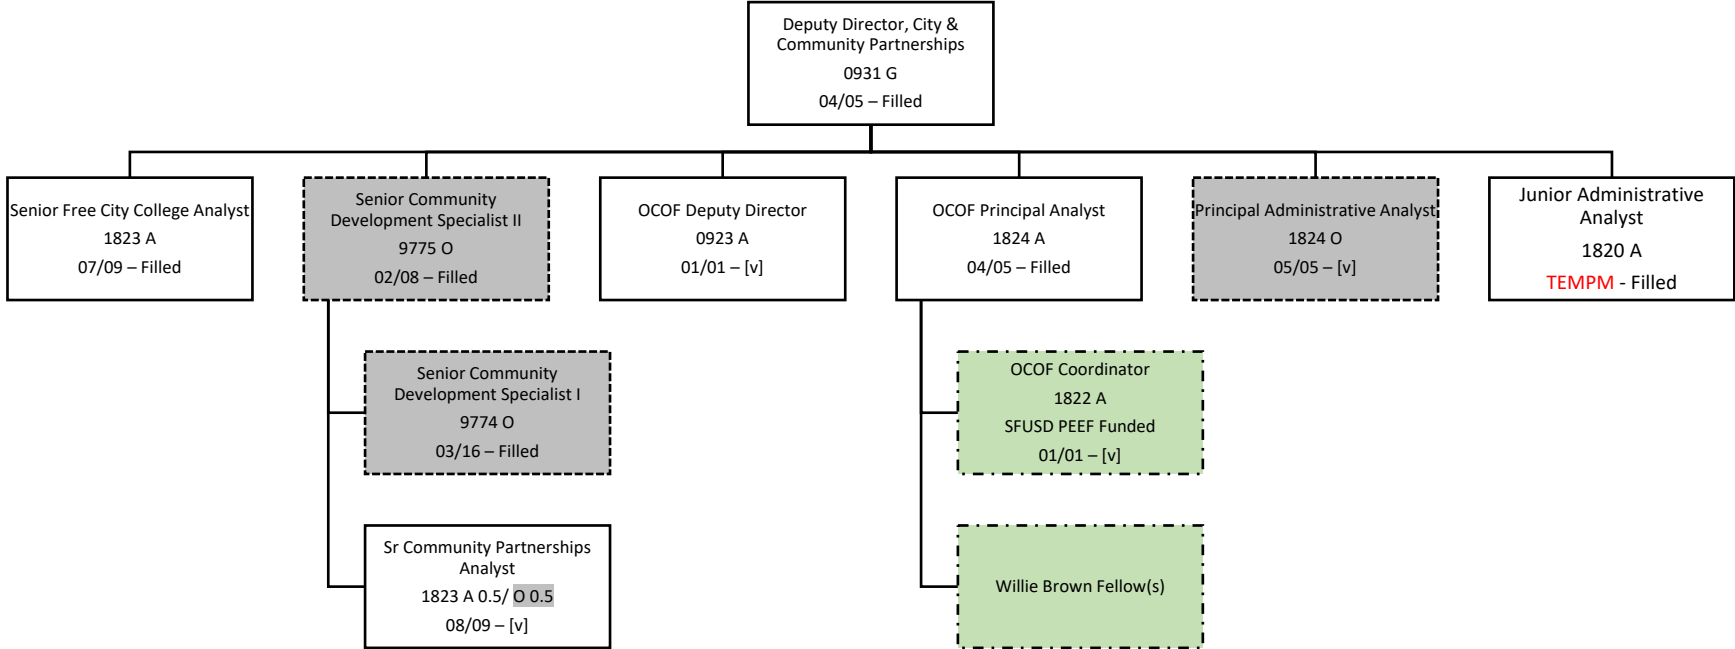 Deputy Director, City &
Community Partnerships
0931 G
04/05 – Filled
Senior Free City College Analyst
1823 A
07/09 – Filled
Senior Community
Development Specialist II
9775 O
02/08 – Filled
OCOF Deputy Director
0923 A
01/01 – [v]
OCOF Principal Analyst
1824 A
04/05 – Filled
Principal Administrative Analyst
1824 O
05/05 – [v]
Junior Administrative
Analyst
1820 A
TEMPM - Filled
Senior Community
Development Specialist I
9774 O
03/16 – Filled
OCOF Coordinator
1822 A
SFUSD PEEF Funded
01/01 – [v]
Sr Community Partnerships
Analyst
1823 A 0.5/ O 0.5
08/09 – [v]
Willie Brown Fellow(s)